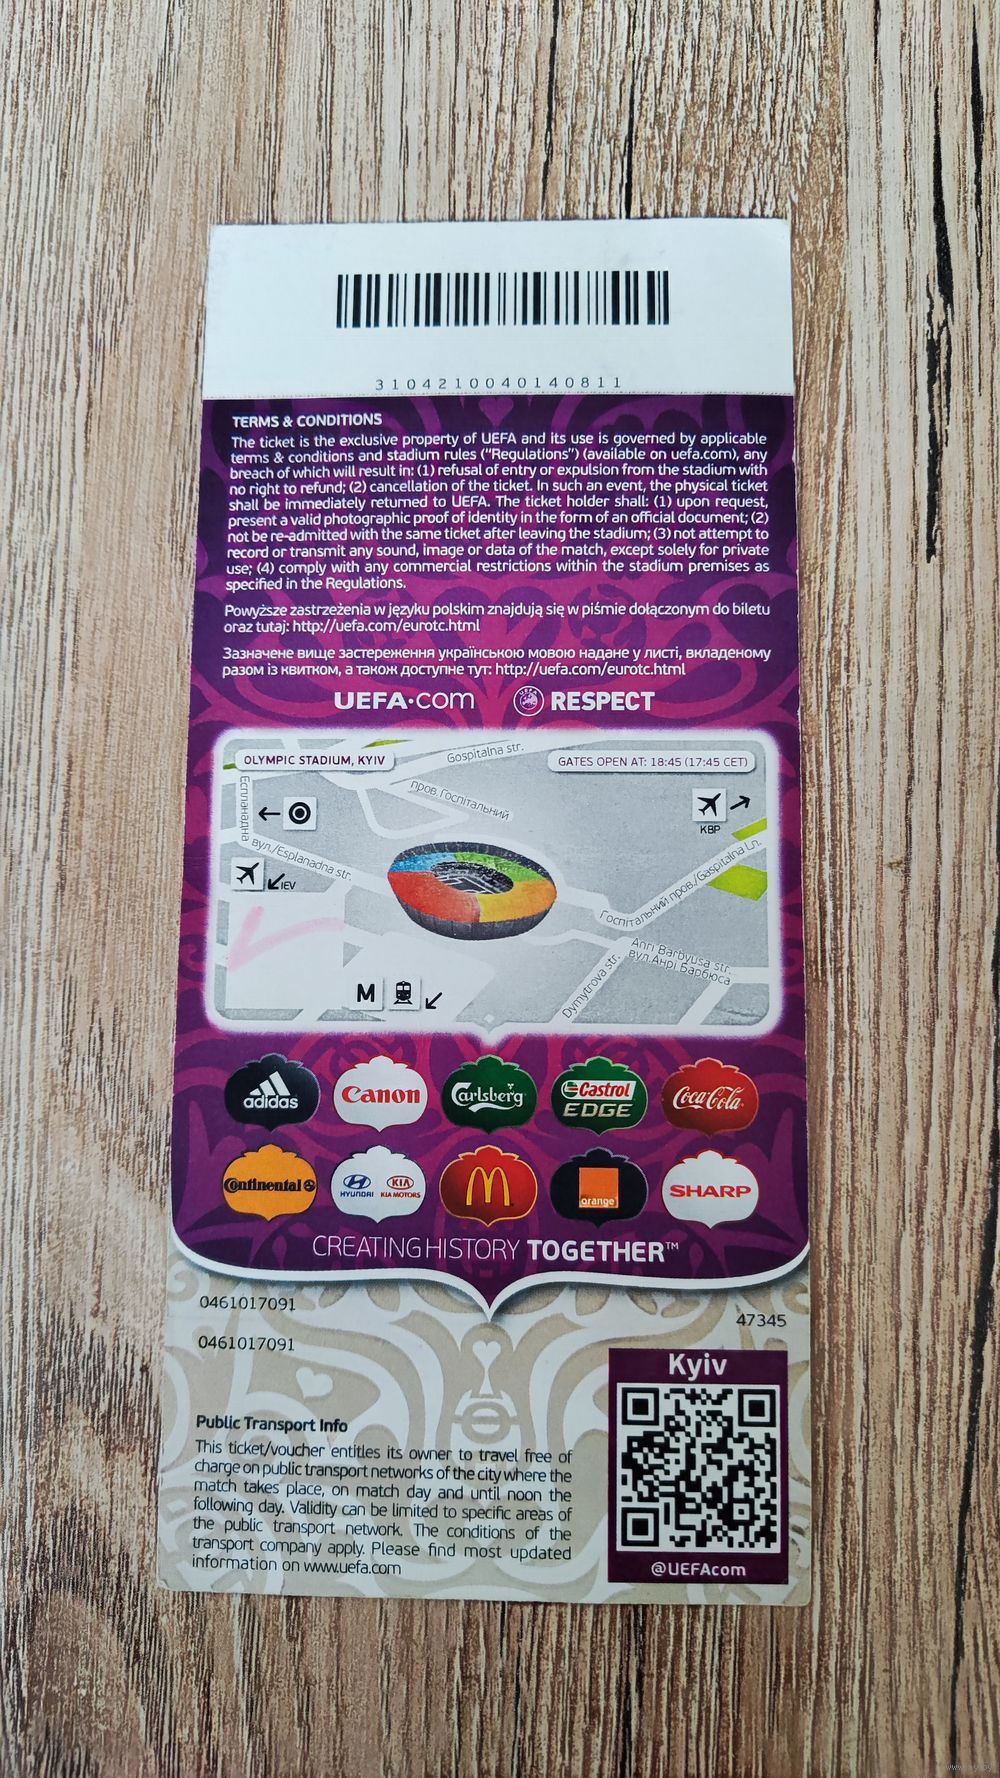 3104210040140811
TERMS & CONDITIONS
The ticket is the exclusive property of UEFA and its use is governed by applicable
terms & conditions and stadium rules ("Regulations") (available on uefa.com), any
breach of which will result in: (1) refusal of entry or expulsion from the stadium with
no right to refund; (2) cancellation of the ticket. In such an event, the physical ticket
shall be immediately returned to UEFA. The ticket holder shall: (1) upon request,
present a valid photographic proof of identity in the form of an official document; (2)
not be re-admitted with the same ticket after leaving the stadium; (3) not attempt to
record or transmit any sound, image or data of the match, except solely for private
use; (4) comply with any commercial restrictions within the stadium premises as
specified in the Regulations.
Powyższe zastrzeżenia w języku polskim znajdują się w piśmie dołączonym do biletu
oraz tutaj: http://uefa.com/eurotc.html
Зазначене вище застереження українською мовою надане у листі, вкладеному
разом із квитком, а також доступне тут: http://uefa.com/eurotc.html
UEFA·com
RESPECT
OLYMPIC STADIUM, KYIV
Gospitalna str.
GATES OPEN AT: 18:45 (17:45 CET)
пров. Госпітальний
Еспланадна
вул./Esplanadna str.
KBP
IEV
Госпітальний пров./Gaspitalna Ln.
Anri Barbyusa str.
вул.Анрі Барбюса
Dymytrova str.
M
adidas
Canon
Carlsberg
Castrol
EDGE
Coca-Cola
Continental
HYUNDAI
KIA
KIA MOTORS
orange
SHARP
CREATING HISTORY TOGETHER™
0461017091
47345
0461017091
Kyiv
Public Transport Info
This ticket/voucher entitles its owner to travel free of
charge on public transport networks of the city where the
match takes place, on match day and until noon the
following day. Validity can be limited to specific areas of
the public transport network. The conditions of the
transport company apply. Please find most updated
information on www.uefa.com
@UEFAcom